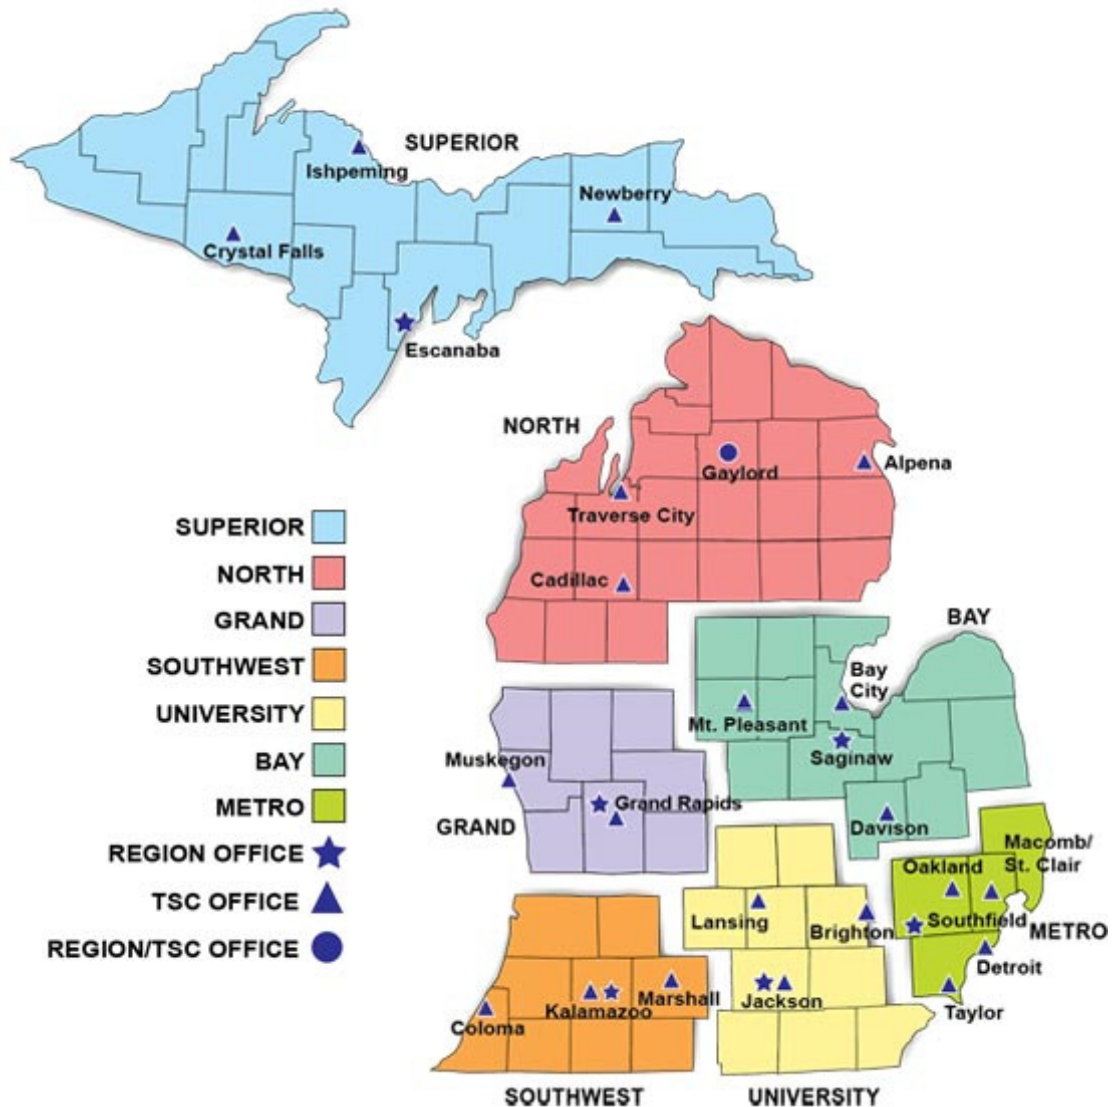 SUPERIOR
Ishpeming
Newberry
Crystal Falls
Escanaba
NORTH
Gaylord
Alpena
Traverse City
Cadillac
SUPERIOR
NORTH
GRAND
SOUTHWEST
UNIVERSITY
BAY
METRO
REGION OFFICE
TSC OFFICE
REGION/TSC OFFICE
BAY
Bay
City
Mt. Pleasant
Saginaw
Davison
Muskegon
Grand Rapids
GRAND
Macomb/
St. Clair
Oakland
Southfield
METRO
Detroit
Taylor
Lansing
Brighton
Jackson
UNIVERSITY
Marshall
Kalamazoo
Coloma
SOUTHWEST